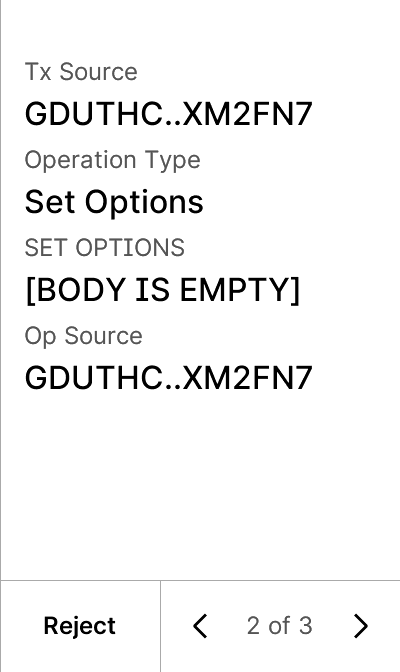 Tx Source
GDUTHC..XM2FN7
Operation Type
Set Options
SET OPTIONS
[BODY IS EMPTY]
Op Source
GDUTHC..XM2FN7
Reject
2 of 3